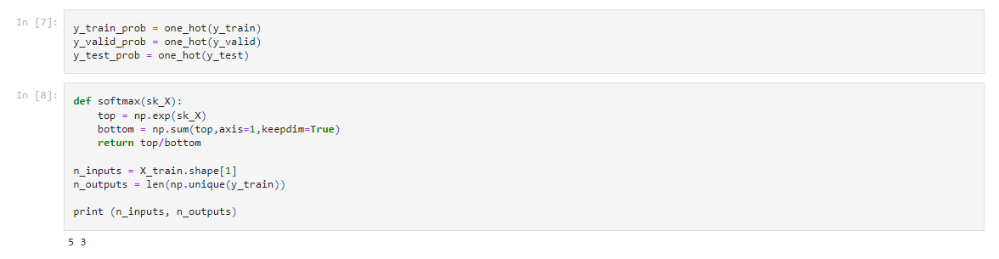 In [7]:
y_train_prob = one_hot(y_train)
y_valid_prob = one_hot(y_valid)
y_test_prob = one_hot(y_test)
In [8]:
def softmax(sk_X):
    top = np.exp(sk_X)
    bottom = np.sum(top,axis=1,keepdim=True)
    return top/bottom

n_inputs = X_train.shape[1]
n_outputs = len(np.unique(y_train))

print (n_inputs, n_outputs)
5 3